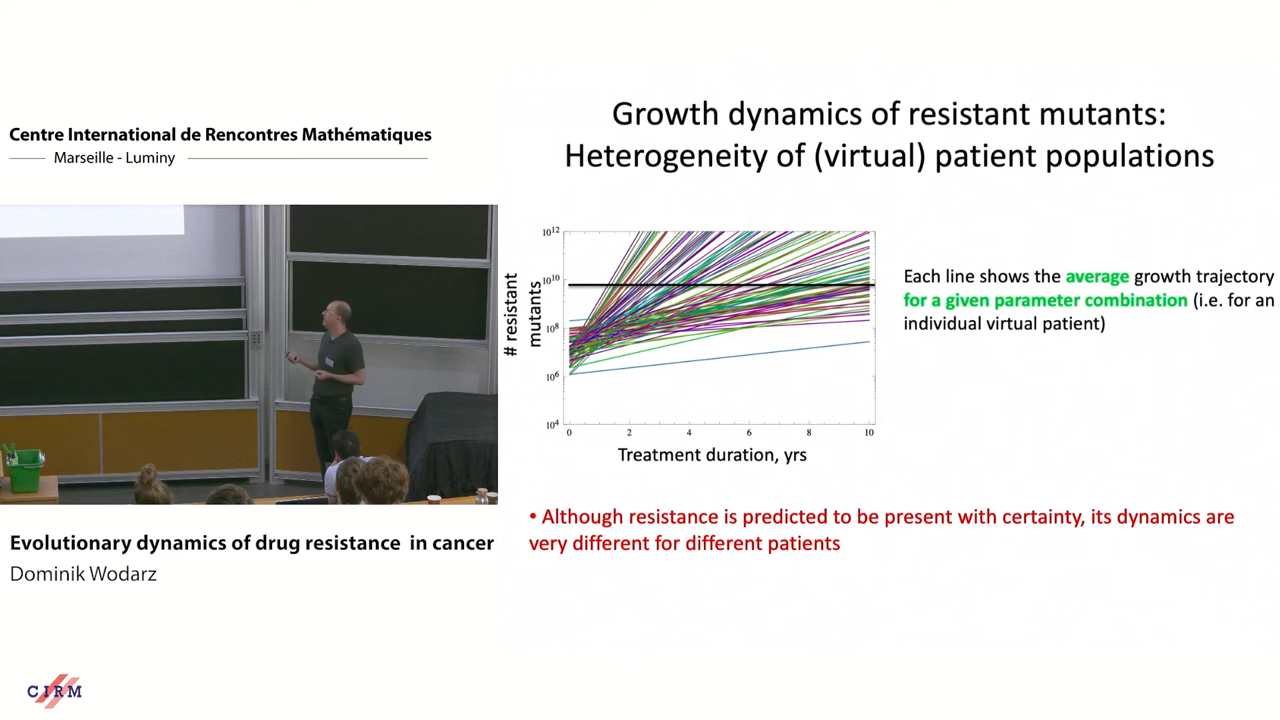 Centre International de Rencontres Mathématiques
Marseille - Luminy
Growth dynamics of resistant mutants:
Heterogeneity of (virtual) patient populations
# resistant
mutants
10^12
10^10
10^8
10^6
10^4
0 2 4 6 8 10
Treatment duration, yrs
Each line shows the average growth trajectory
for a given parameter combination (i.e. for an
individual virtual patient)
• Although resistance is predicted to be present with certainty, its dynamics are
very different for different patients
Evolutionary dynamics of drug resistance in cancer
Dominik Wodarz
CIRM